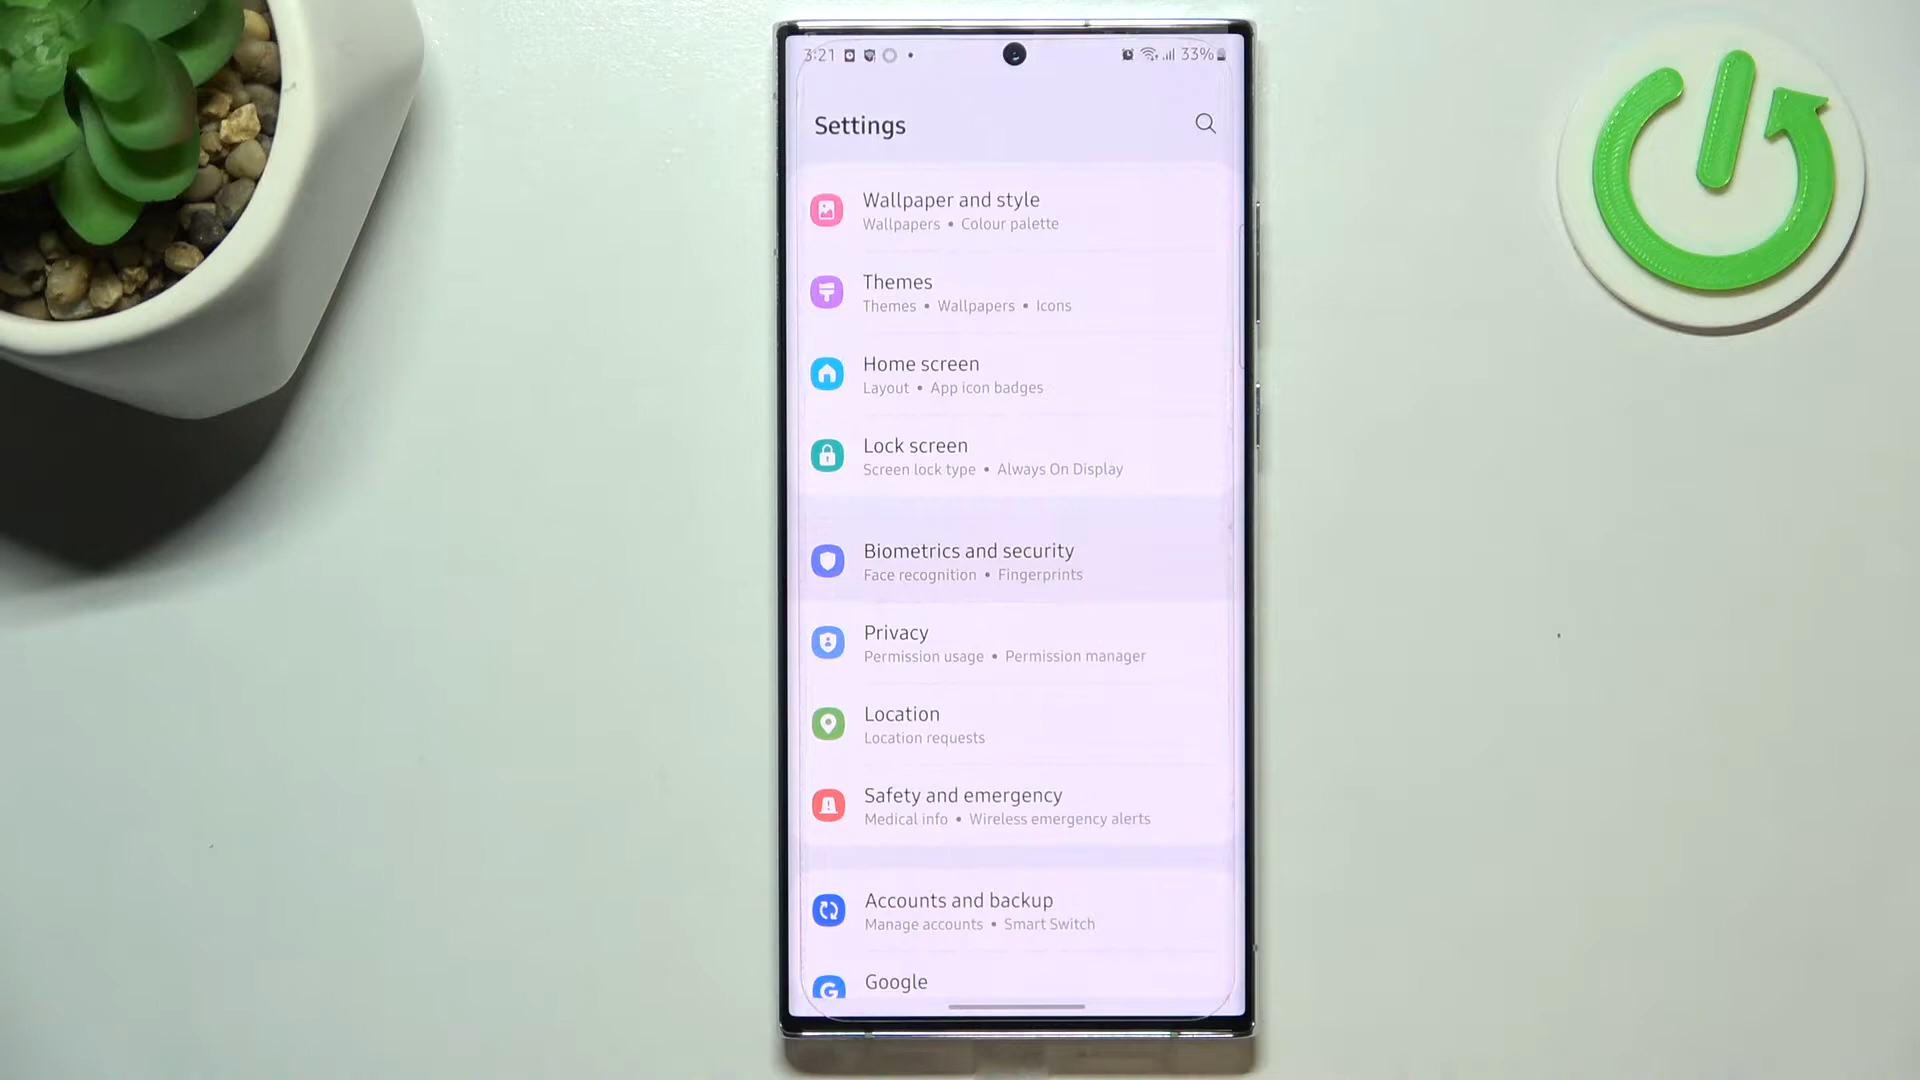 3:21
33%
Settings
Wallpaper and style
Wallpapers • Colour palette
Themes
Themes • Wallpapers • Icons
Home screen
Layout • App icon badges
Lock screen
Screen lock type • Always On Display
Biometrics and security
Face recognition • Fingerprints
Privacy
Permission usage • Permission manager
Location
Location requests
Safety and emergency
Medical info • Wireless emergency alerts
Accounts and backup
Manage accounts • Smart Switch
Google